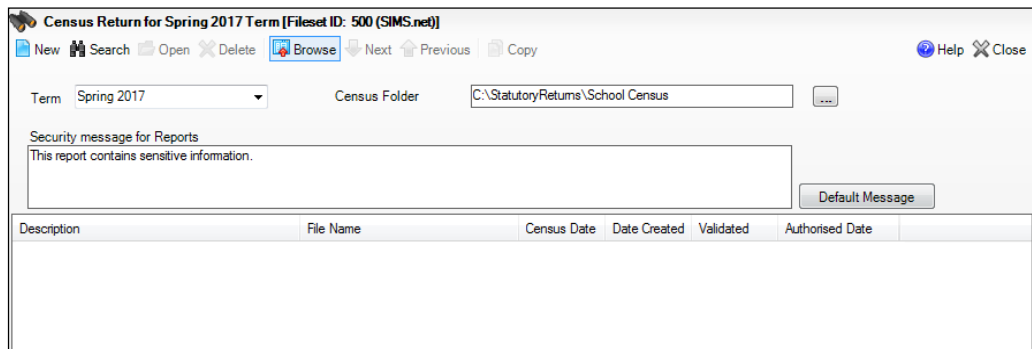 Census Return for Spring 2017 Term [Fileset ID: 500 (SIMS.net)]
New Search Open Delete Browse Next Previous Copy Help Close
Term Spring 2017 Census Folder C:\StatutoryReturns\School Census ...
Security message for Reports
This report contains sensitive information.
Default Message
Description File Name Census Date Date Created Validated Authorised Date